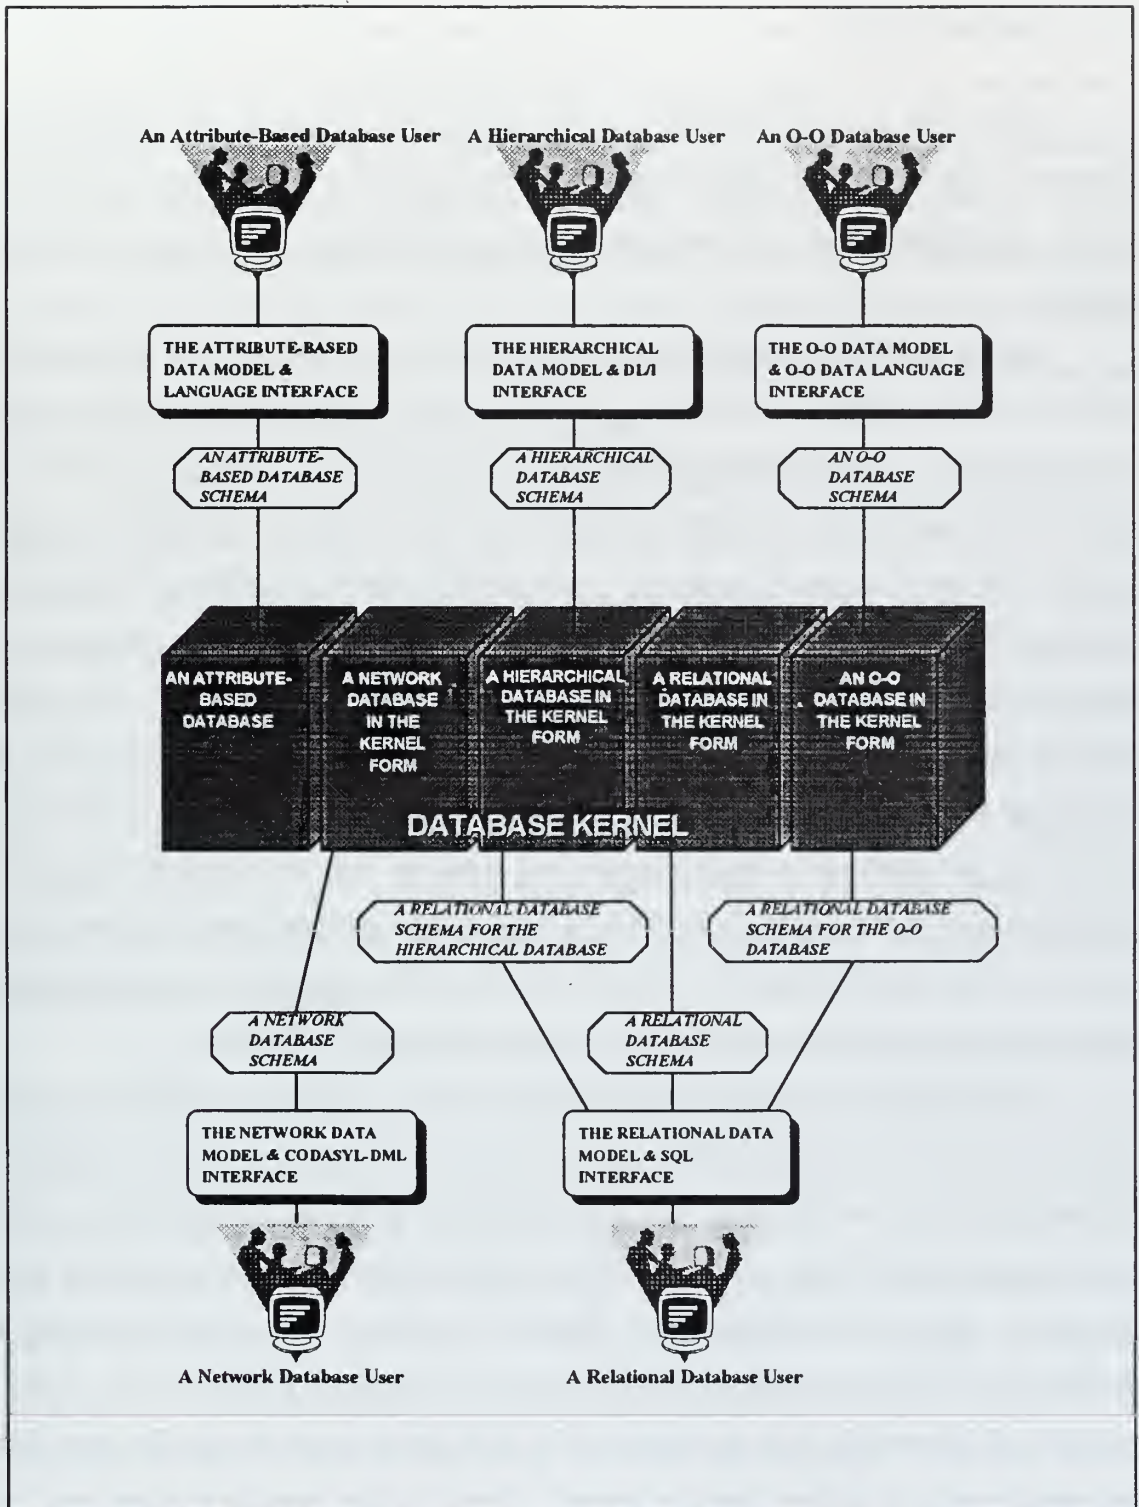 An Attribute-Based Database User
A Hierarchical Database User
An O-O Database User
THE ATTRIBUTE-BASED
DATA MODEL &
LANGUAGE INTERFACE
THE HIERARCHICAL
DATA MODEL & DL/I
INTERFACE
THE O-O DATA MODEL
& O-O DATA LANGUAGE
INTERFACE
AN ATTRIBUTE-
BASED DATABASE
SCHEMA
A HIERARCHICAL
DATABASE
SCHEMA
AN O-O
DATABASE
SCHEMA
AN ATTRIBUTE-
BASED
DATABASE
A NETWORK
DATABASE
IN THE
KERNEL
FORM
A HIERARCHICAL
DATABASE IN
THE KERNEL
FORM
A RELATIONAL
DATABASE IN
THE KERNEL
FORM
AN O-O
DATABASE IN
THE KERNEL
FORM
DATABASE KERNEL
A RELATIONAL DATABASE
SCHEMA FOR THE
HIERARCHICAL DATABASE
A RELATIONAL DATABASE
SCHEMA FOR THE O-O
DATABASE
A NETWORK
DATABASE
SCHEMA
A RELATIONAL
DATABASE
SCHEMA
THE NETWORK DATA
MODEL & CODASYL-DML
INTERFACE
THE RELATIONAL DATA
MODEL & SQL
INTERFACE
A Network Database User
A Relational Database User